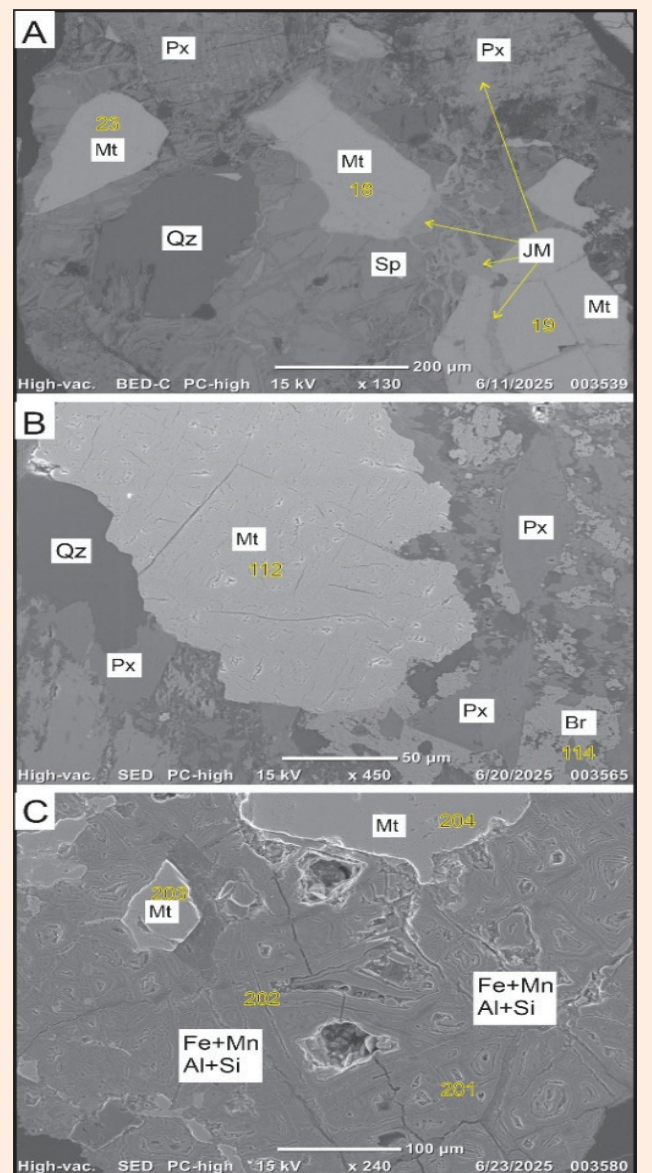 A
Px
Px
23
Mt
Mt
18
Qz
Sp
JM
Mt
19
200 µm
High-vac. BED-C PC-high 15 kV x 130 6/11/2025 003539
B
Qz
Mt
112
Px
Px
Px
Br
114
50 µm
High-vac. SED PC-high 15 kV x 450 6/20/2025 003565
C
Mt
204
203
Mt
202
Fe+Mn
Al+Si
Fe+Mn
Al+Si
201
100 µm
High-vac. SED PC-high 15 kV x 240 6/23/2025 003580